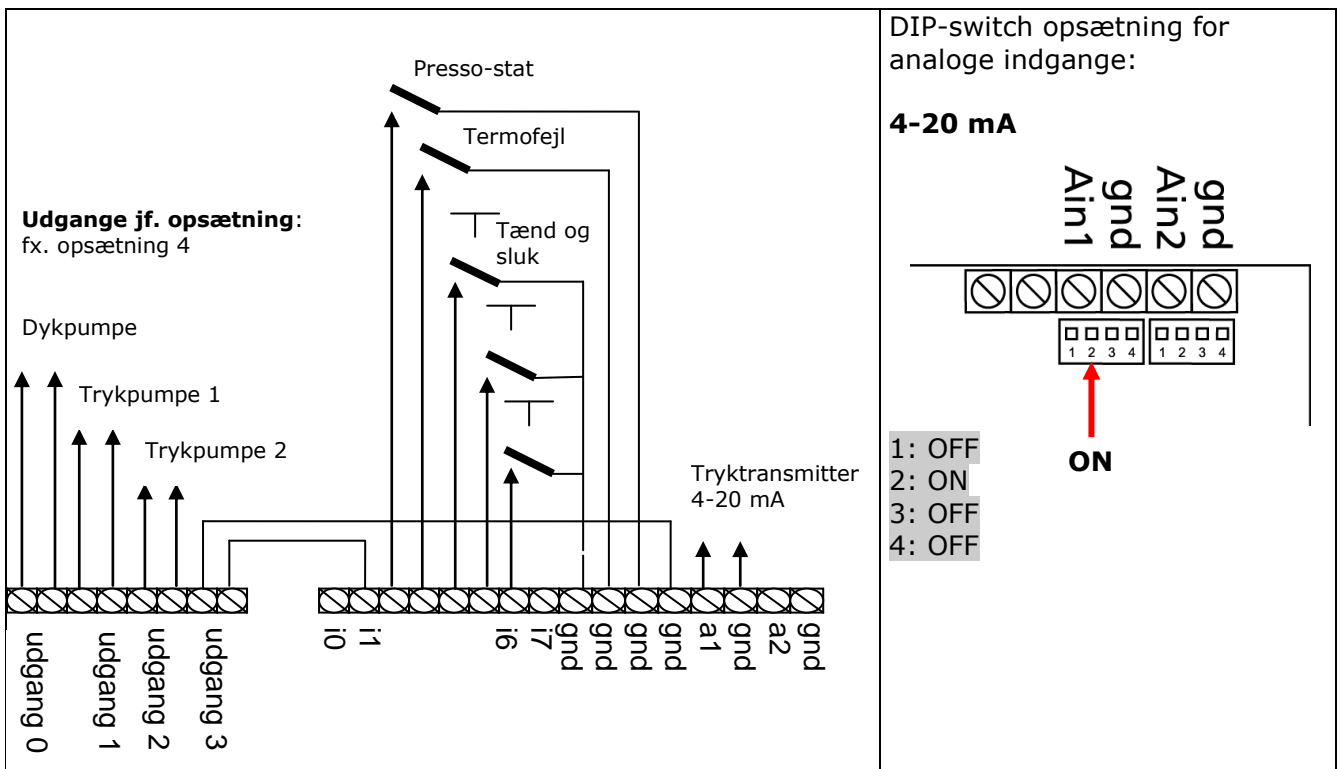 Presso-stat
Termofejl
Udgange jf. opsætning:
fx. opsætning 4
Tænd og
sluk
Dykpumpe
Trykpumpe 1
Trykpumpe 2
Tryktransmitter
4-20 mA
udgang 0
udgang 1
udgang 2
udgang 3
i0
i1
i6
i7
gnd
gnd
gnd
gnd
a1
gnd
a2
gnd
DIP-switch opsætning for
analoge indgange:
4-20 mA
Ain1
gnd
Ain2
gnd
1 2 3 4
1 2 3 4
ON
1: OFF
2: ON
3: OFF
4: OFF